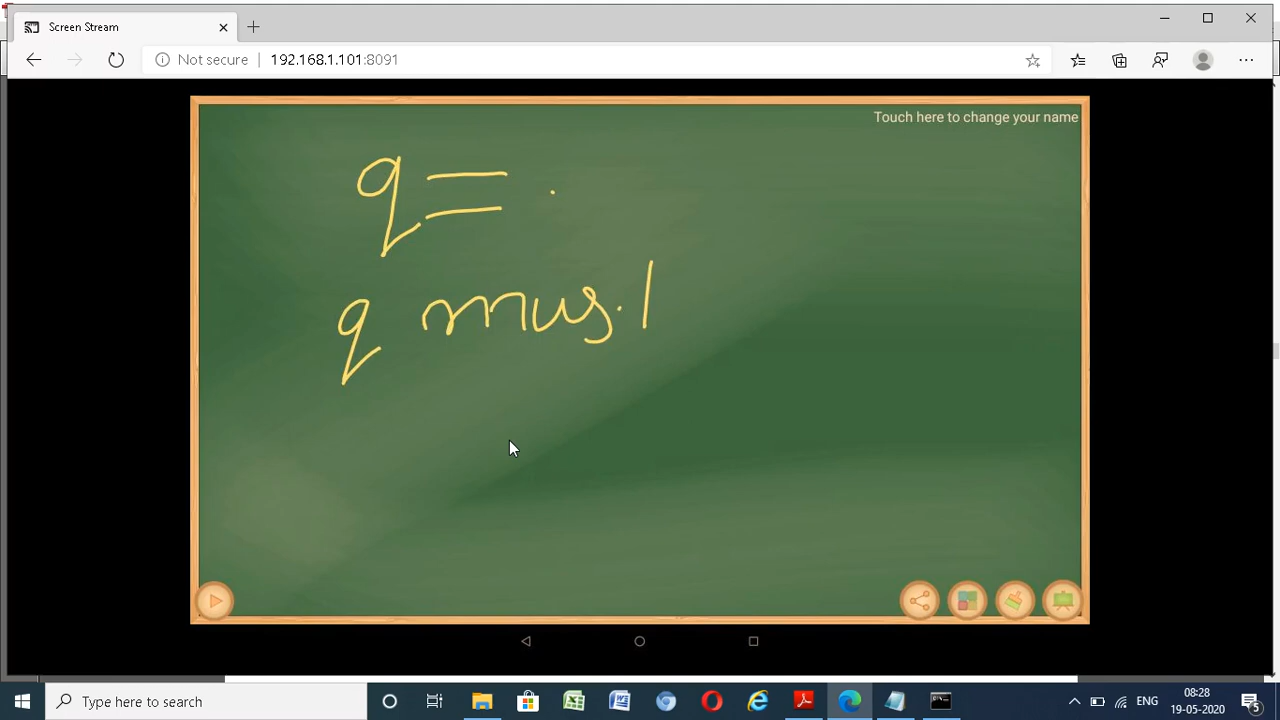 Screen Stream
Not secure
192.168.1.101:8091
Touch here to change your name
q = .
q mus. l
Type here to search
ENG
08:28
19-05-2020
5